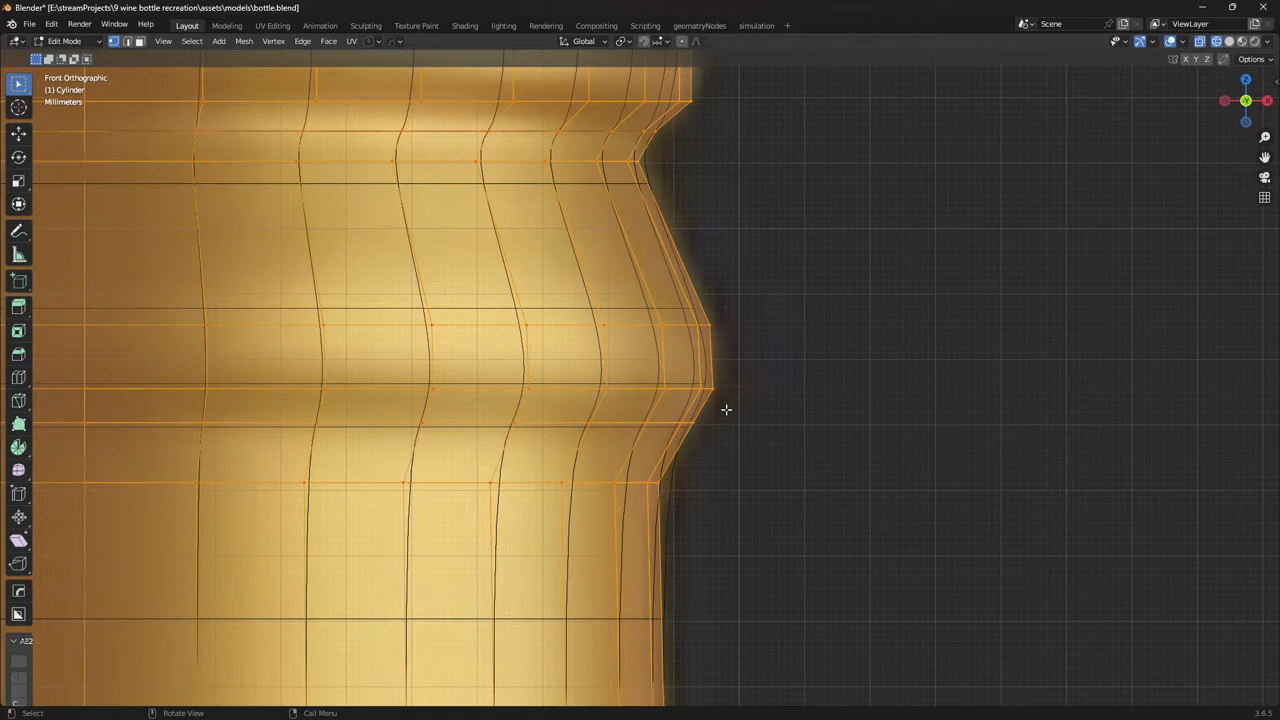 Blender* [E:\streamProjects\9 wine bottle recreation\assets\models\bottle.blend]
File Edit Render Window Help Layout Modeling UV Editing Animation Sculpting Texture Paint Shading lighting Rendering Compositing Scripting geometryNodes simulation Scene ViewLayer
Edit Mode View Select Add Mesh Vertex Edge Face UV Global
X Y Z Options
Front Orthographic
(1) Cylinder
Millimeters
Z
Y X
AE2
C
Select Rotate View Call Menu 3.6.5